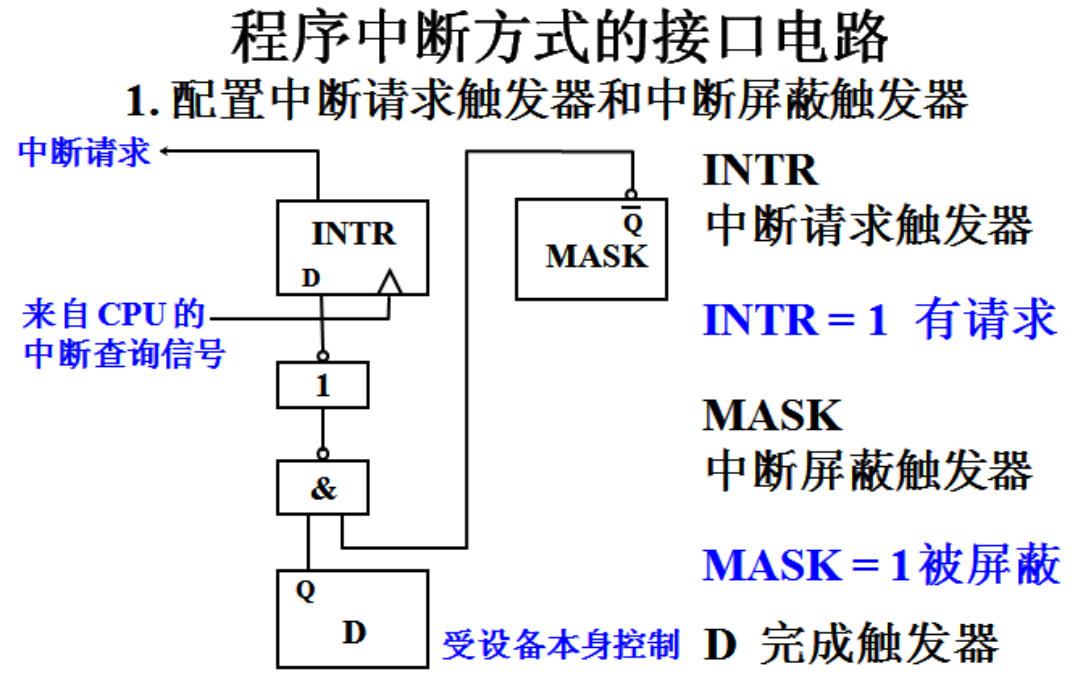 程序中断方式的接口电路
1. 配置中断请求触发器和中断屏蔽触发器
中断请求
INTR
D
来自 CPU 的
中断查询信号
1
&
Q
D
受设备本身控制
Q̅
MASK
INTR
中断请求触发器
INTR = 1 有请求
MASK
中断屏蔽触发器
MASK = 1 被屏蔽
D 完成触发器